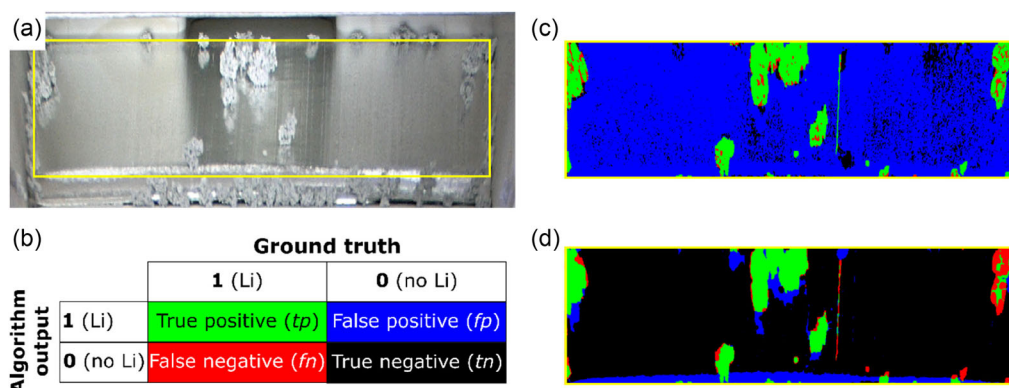 (a)
(c)
(b)
Ground truth
1 (Li)
0 (no Li)
Algorithm
output
1 (Li)
True positive (tp)
False positive (fp)
0 (no Li)
False negative (fn)
True negative (tn)
(d)